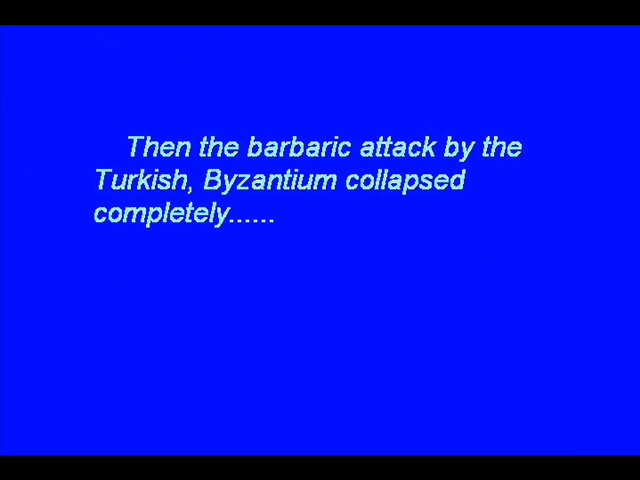 Then the barbaric attack by the
Turkish, Byzantium collapsed
completely......